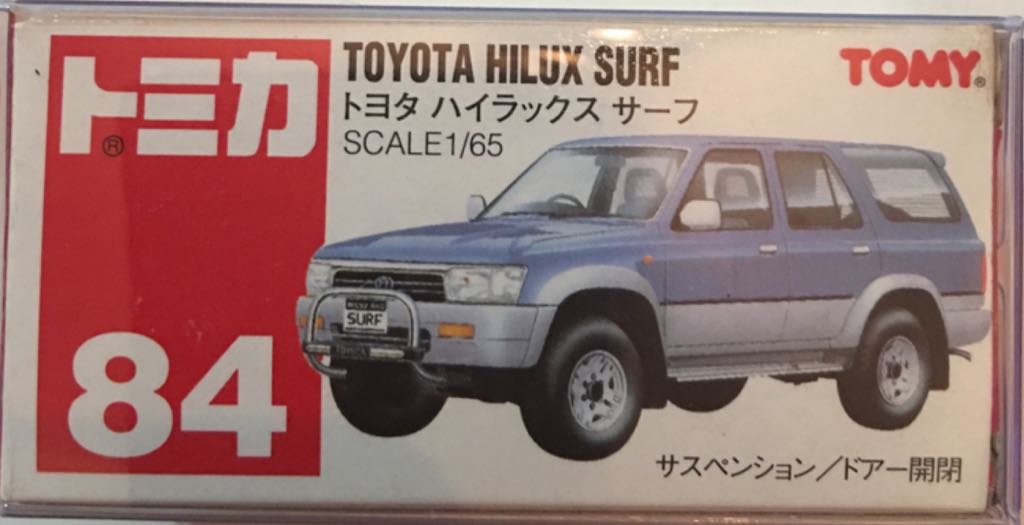 トミカ
®
84
TOYOTA HILUX SURF
トヨタ ハイラックス サーフ
SCALE1/65
TOMY®
SURF
サスペンション/ドアー開閉